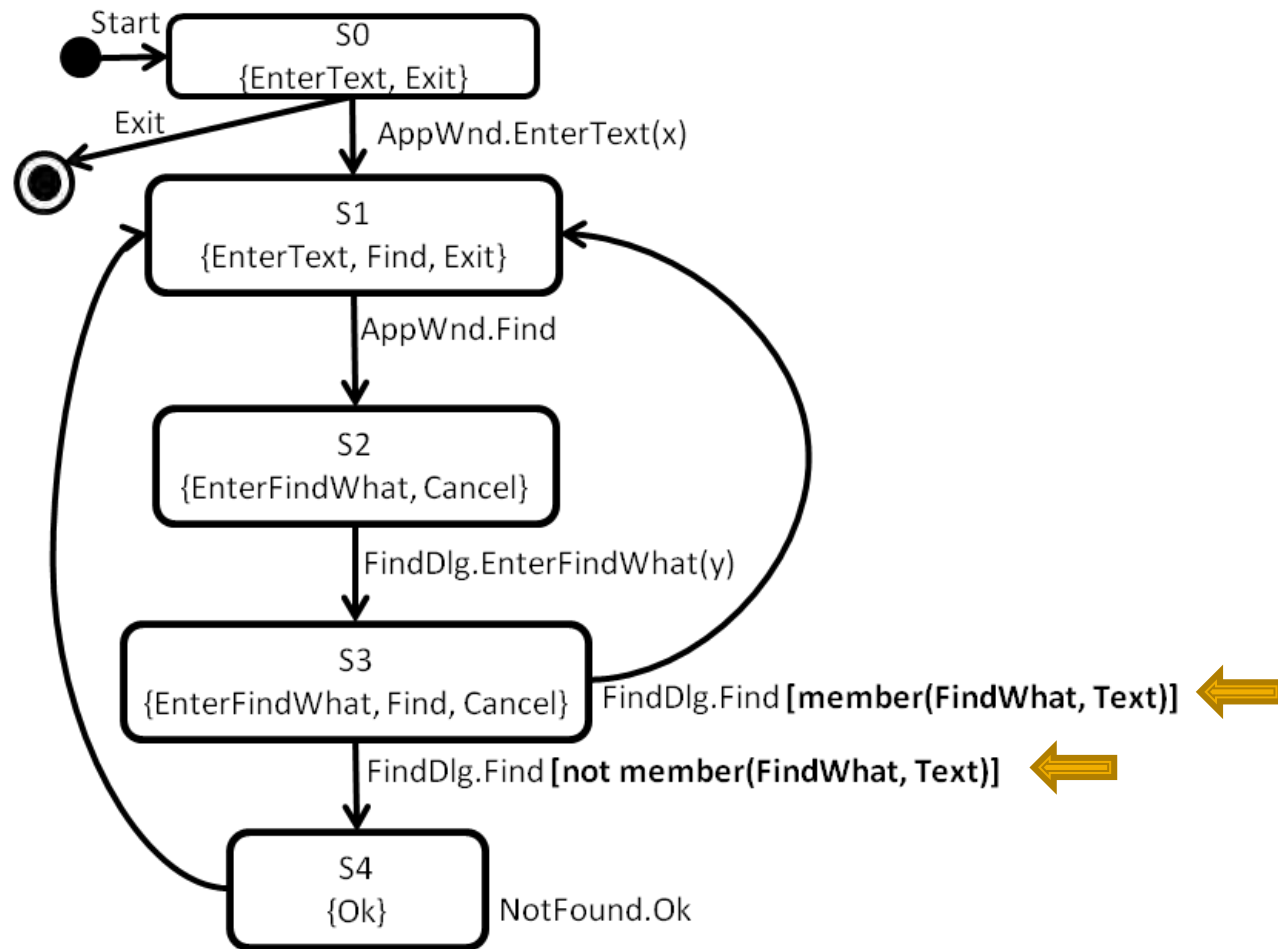 Start
S0
{EnterText, Exit}
Exit
AppWnd.EnterText(x)
S1
{EnterText, Find, Exit}
AppWnd.Find
S2
{EnterFindWhat, Cancel}
FindDlg.EnterFindWhat(y)
S3
{EnterFindWhat, Find, Cancel}
FindDlg.Find [member(FindWhat, Text)]
FindDlg.Find [not member(FindWhat, Text)]
S4
{Ok}
NotFound.Ok